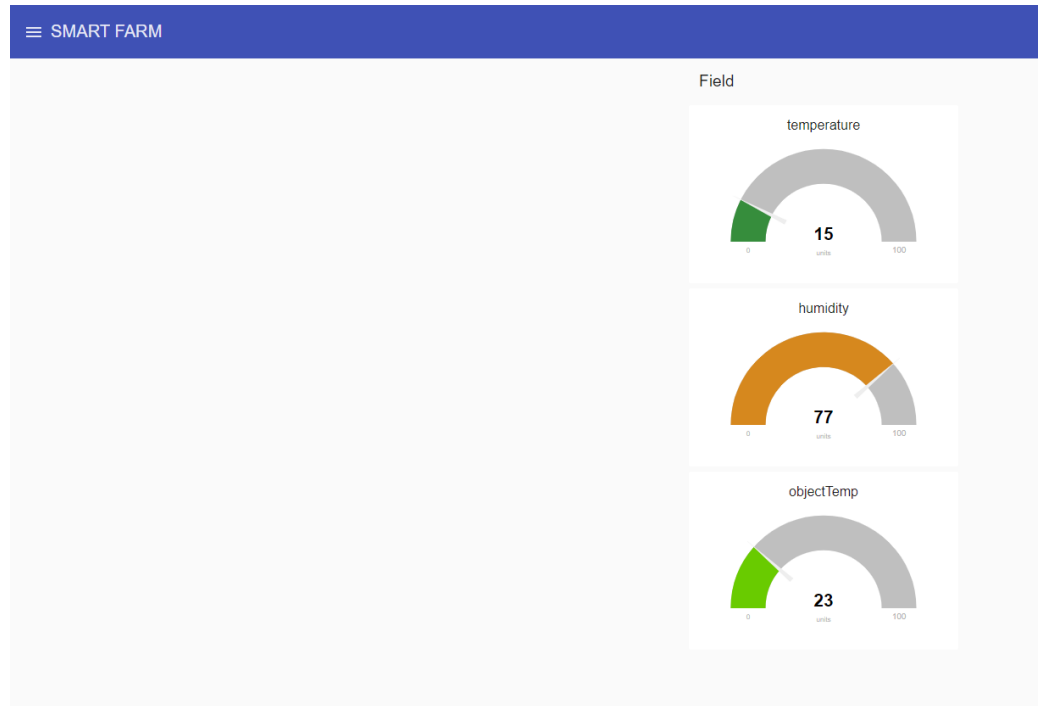 SMART FARM
Field
temperature
15
0 units 100
humidity
77
0 units 100
objectTemp
23
0 units 100